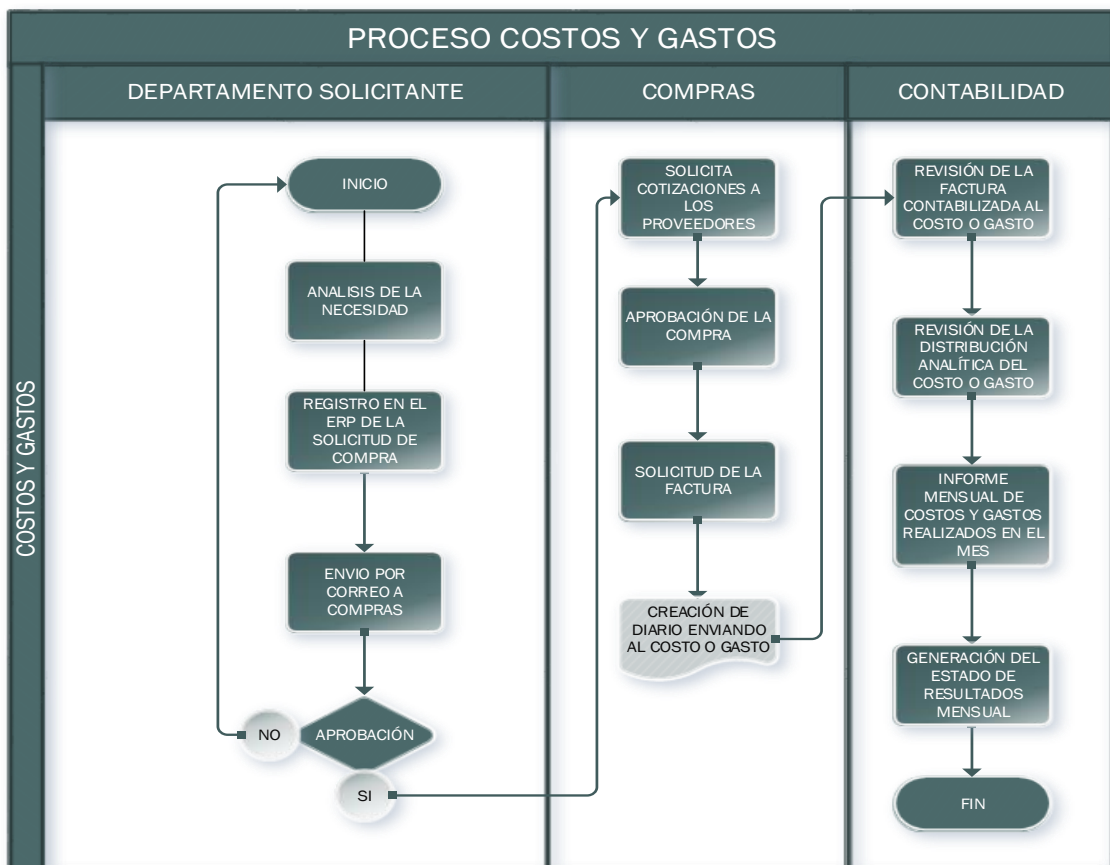 PROCESO COSTOS Y GASTOS
DEPARTAMENTO SOLICITANTE
COMPRAS
CONTABILIDAD
COSTOS Y GASTOS
INICIO
ANALISIS DE LA
NECESIDAD
REGISTRO EN EL
ERP DE LA
SOLICITUD DE
COMPRA
ENVIO POR
CORREO A
COMPRAS
APROBACIÓN
NO
SI
SOLICITA
COTIZACIONES A
LOS
PROVEEDORES
APROBACIÓN DE LA
COMPRA
SOLICITUD DE LA
FACTURA
CREACIÓN DE
DIARIO ENVIANDO
AL COSTO O GASTO
REVISIÓN DE LA
FACTURA
CONTABILIZADA AL
COSTO O GASTO
REVISIÓN DE LA
DISTRIBUCIÓN
ANALÍTICA DEL
COSTO O GASTO
INFORME
MENSUAL DE
COSTOS Y GASTOS
REALIZADOS EN EL
MES
GENERACIÓN DEL
ESTADO DE
RESULTADOS
MENSUAL
FIN